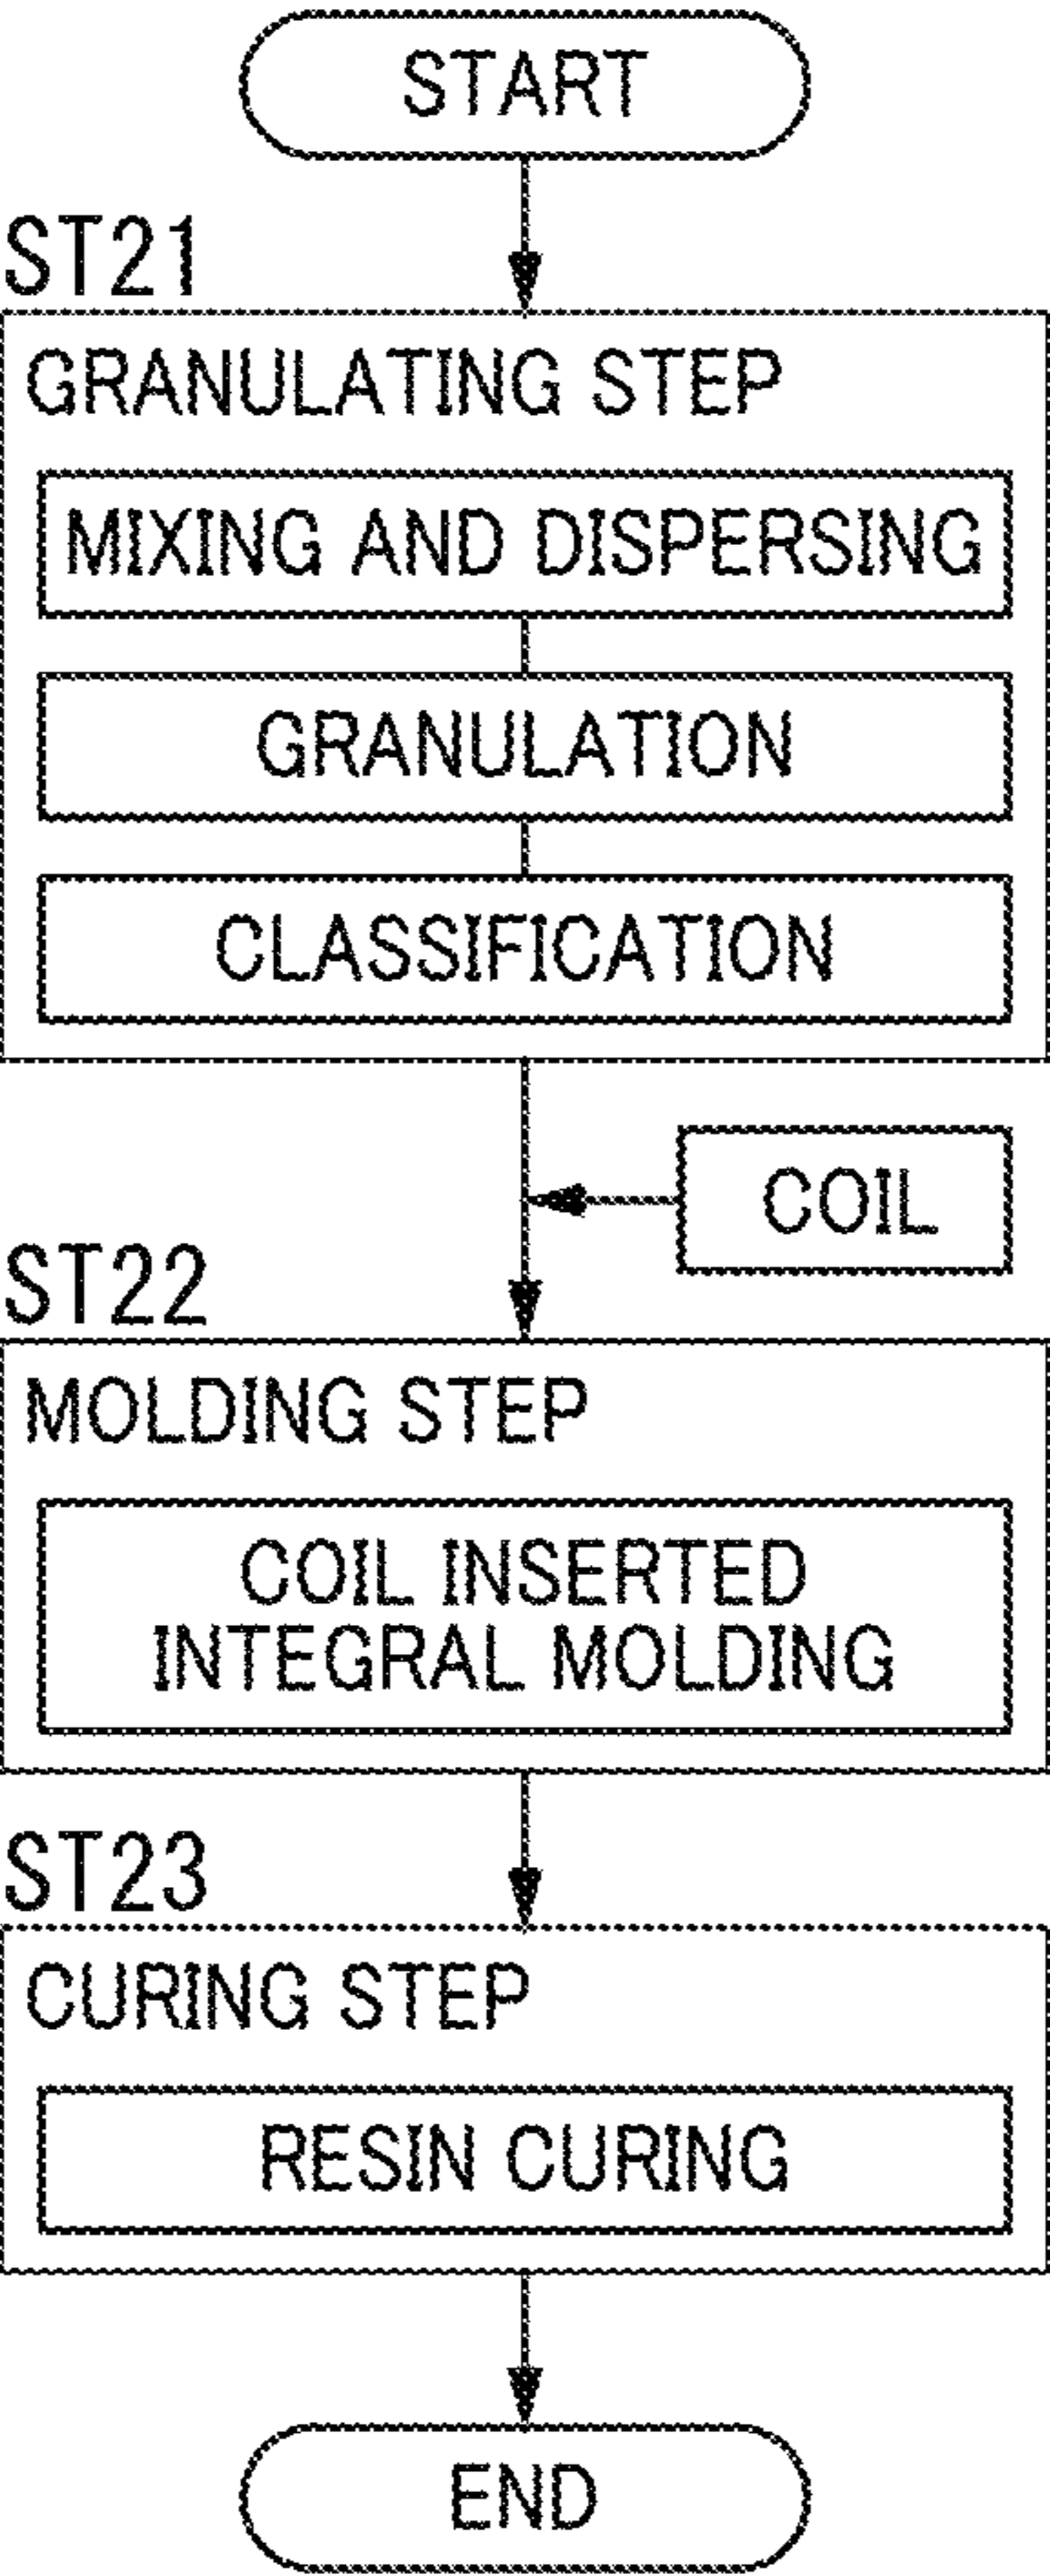 START
ST21
GRANULATING STEP
MIXING AND DISPERSING
GRANULATION
CLASSIFICATION
COIL
ST22
MOLDING STEP
COIL INSERTED
INTEGRAL MOLDING
ST23
CURING STEP
RESIN CURING
END